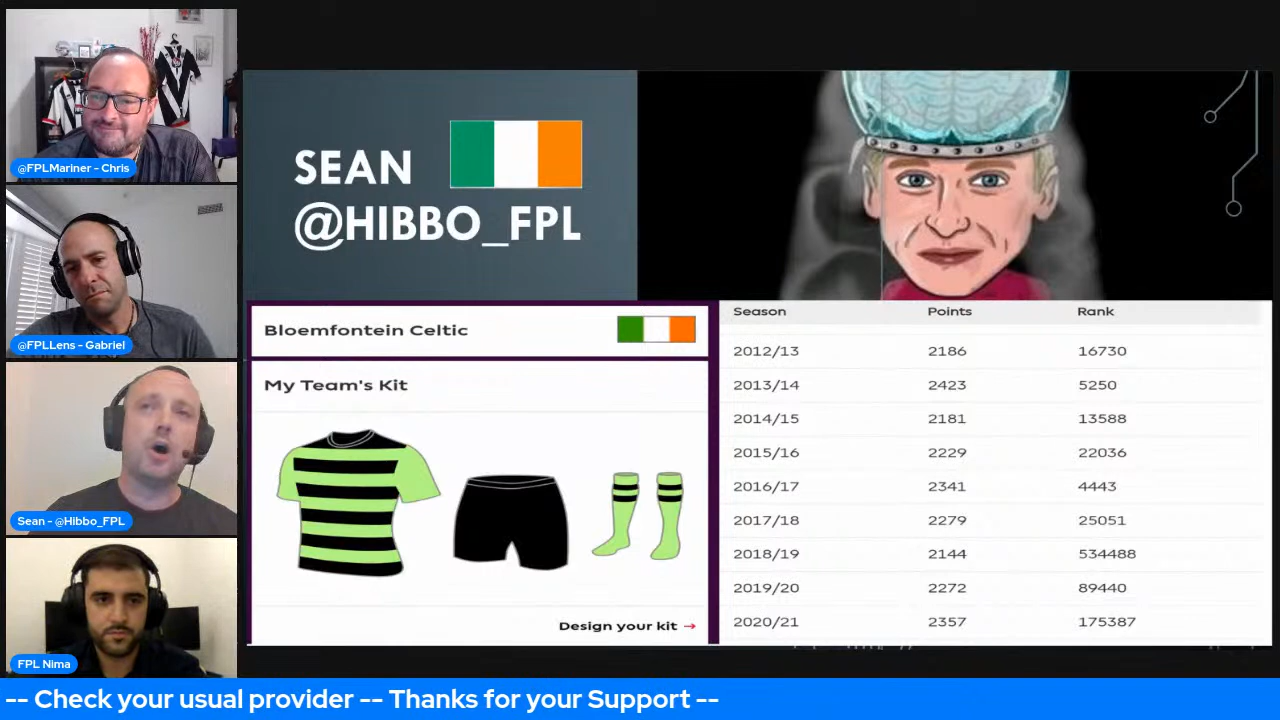 @FPLMariner - Chris
@FPLLens - Gabriel
Sean - @Hibbo_FPL
FPL Nima
SEAN
@HIBBO_FPL
Bloemfontein Celtic
My Team's Kit
Design your kit →
Season Points Rank
2012/13 2186 16730
2013/14 2423 5250
2014/15 2181 13588
2015/16 2229 22036
2016/17 2341 4443
2017/18 2279 25051
2018/19 2144 534488
2019/20 2272 89440
2020/21 2357 175387
-- Check your usual provider -- Thanks for your Support --